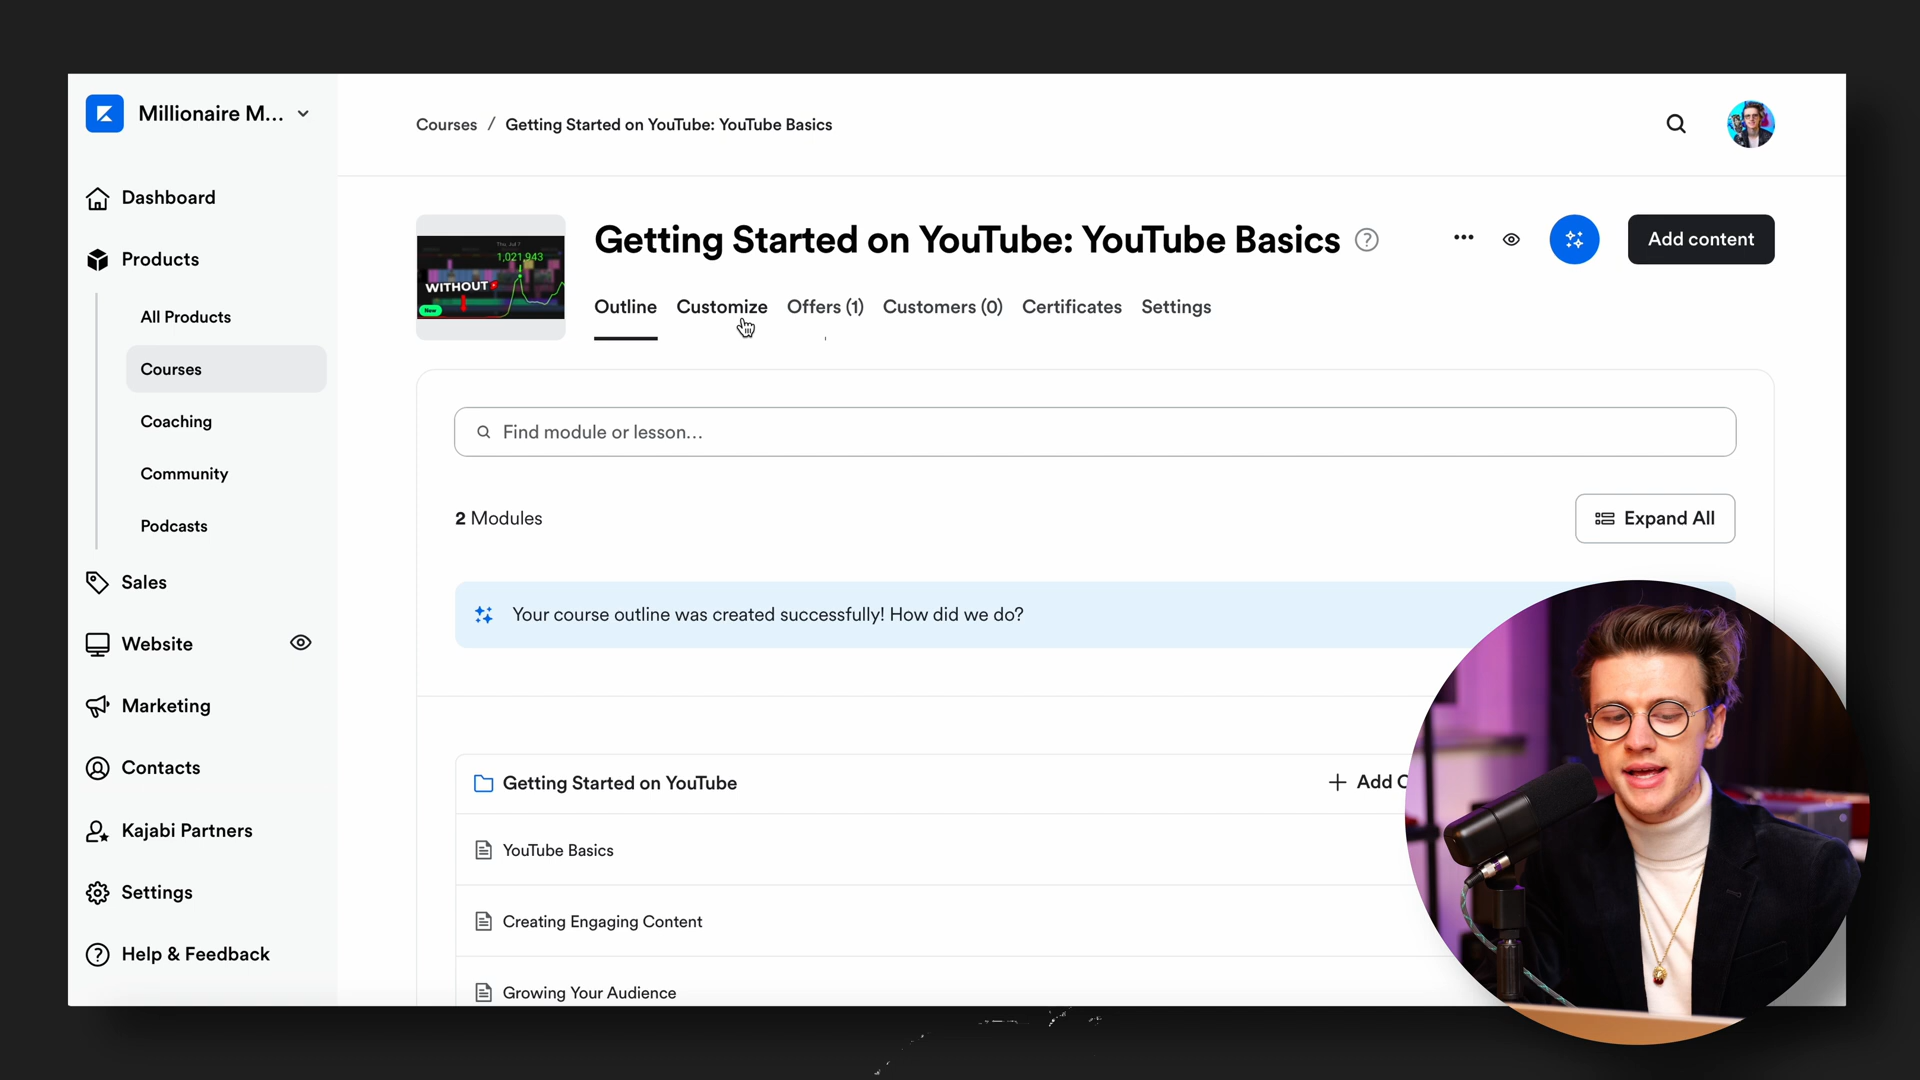 Millionaire M...
Courses / Getting Started on YouTube: YouTube Basics
Dashboard
Products
All Products
Courses
Coaching
Community
Podcasts
Sales
Website
Marketing
Contacts
Kajabi Partners
Settings
Help & Feedback
Thu, Jul 7
1,021,943
WITHOUT
New
Getting Started on YouTube: YouTube Basics
Add content
Outline Customize Offers (1) Customers (0) Certificates Settings
Find module or lesson...
2 Modules
Expand All
Your course outline was created successfully! How did we do?
Getting Started on YouTube
Add C
YouTube Basics
Creating Engaging Content
Growing Your Audience